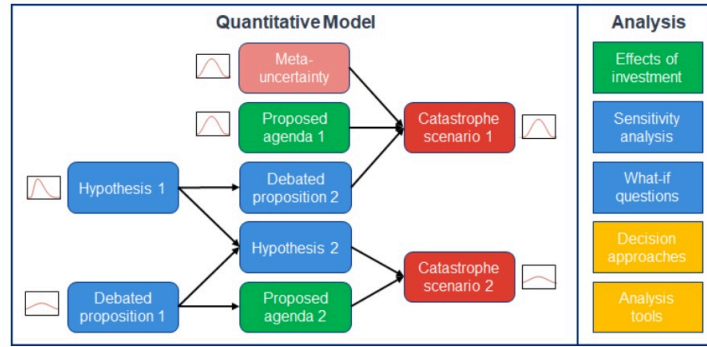 Quantitative Model
Analysis
Meta-
uncertainty
Effects of
investment
Proposed
agenda 1
Catastrophe
scenario 1
Sensitivity
analysis
Hypothesis 1
Debated
proposition 2
What-if
questions
Hypothesis 2
Decision
approaches
Debated
proposition 1
Proposed
agenda 2
Catastrophe
scenario 2
Analysis
tools